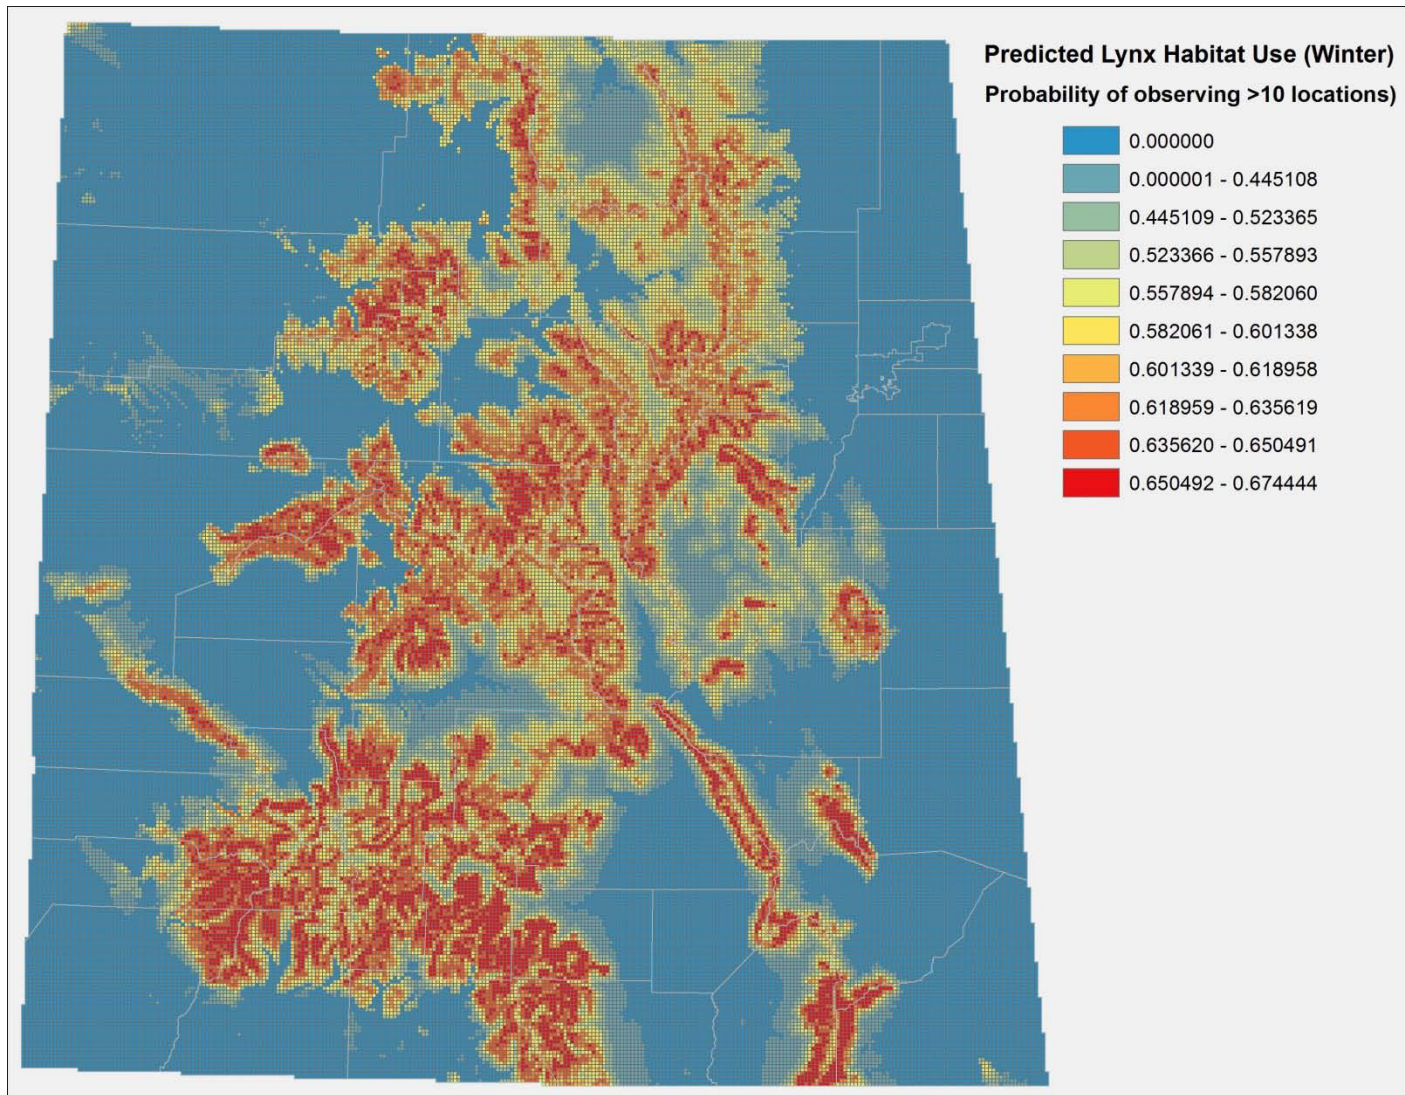 Predicted Lynx Habitat Use (Winter)
Probability of observing >10 locations)
0.000000
0.000001 - 0.445108
0.445109 - 0.523365
0.523366 - 0.557893
0.557894 - 0.582060
0.582061 - 0.601338
0.601339 - 0.618958
0.618959 - 0.635619
0.635620 - 0.650491
0.650492 - 0.674444